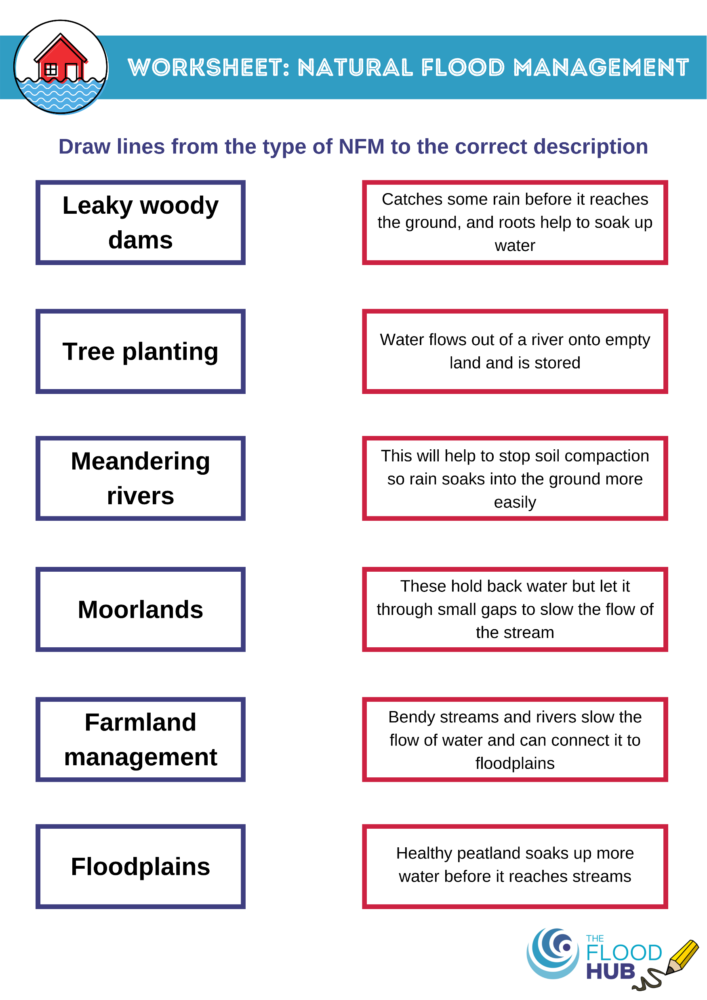 WORKSHEET: NATURAL FLOOD MANAGEMENT
Draw lines from the type of NFM to the correct description
Leaky woody
dams
Catches some rain before it reaches
the ground, and roots help to soak up
water
Tree planting
Water flows out of a river onto empty
land and is stored
Meandering
rivers
This will help to stop soil compaction
so rain soaks into the ground more
easily
Moorlands
These hold back water but let it
through small gaps to slow the flow of
the stream
Farmland
management
Bendy streams and rivers slow the
flow of water and can connect it to
floodplains
Floodplains
Healthy peatland soaks up more
water before it reaches streams
THE
FLOOD
HUB